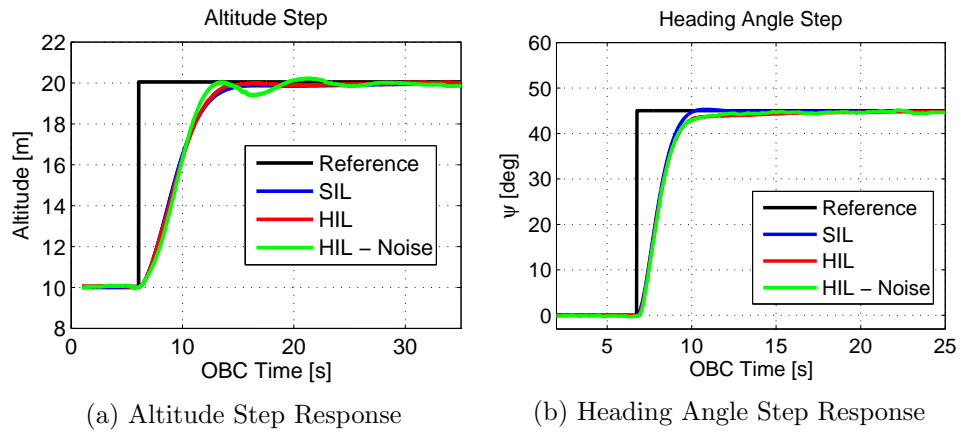 Altitude Step
22
20
18
16
14
12
10
8
Altitude [m]
Reference
SIL
HIL
HIL − Noise
0
10
20
30
OBC Time [s]
(a) Altitude Step Response
Heading Angle Step
60
50
40
30
20
10
0
ψ [deg]
Reference
SIL
HIL
HIL − Noise
5
10
15
20
25
OBC Time [s]
(b) Heading Angle Step Response